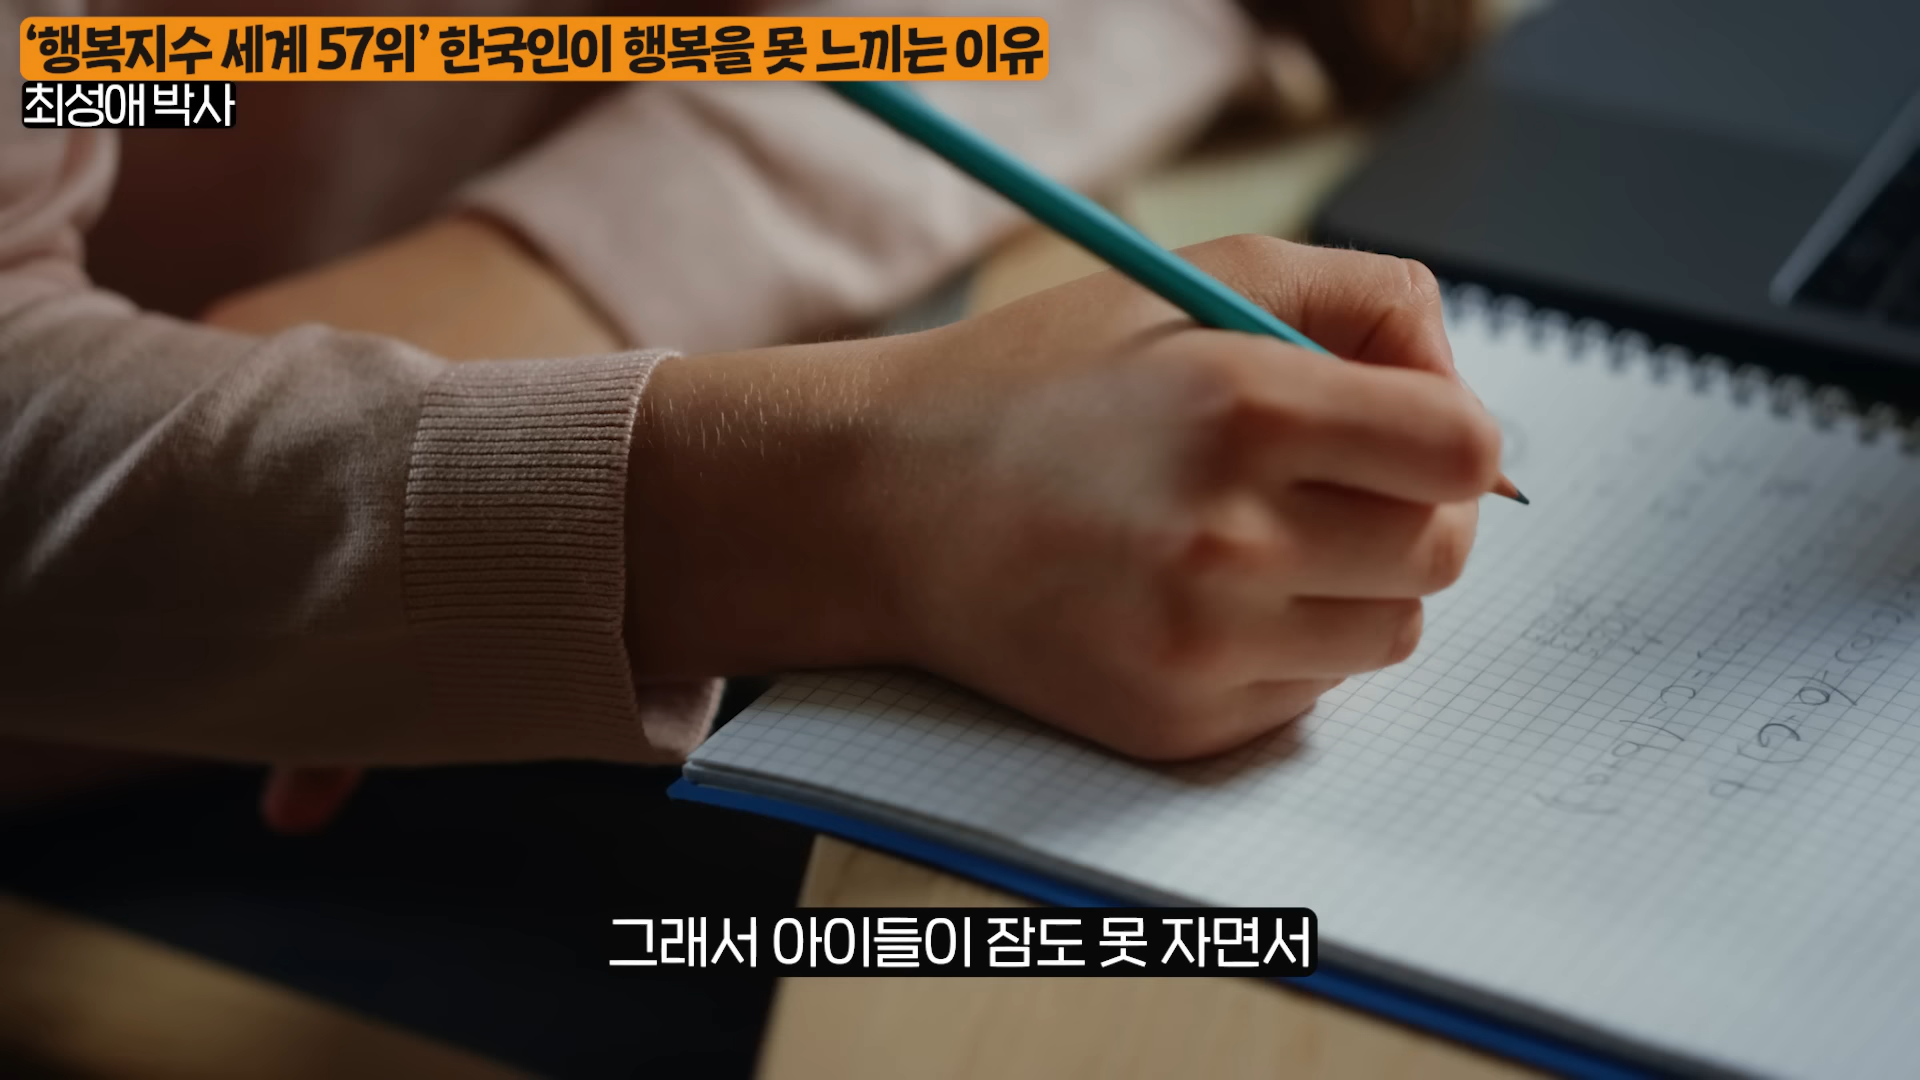 ‘행복지수 세계 57위’ 한국인이 행복을 못 느끼는 이유
최성애 박사
그래서 아이들이 잠도 못 자면서